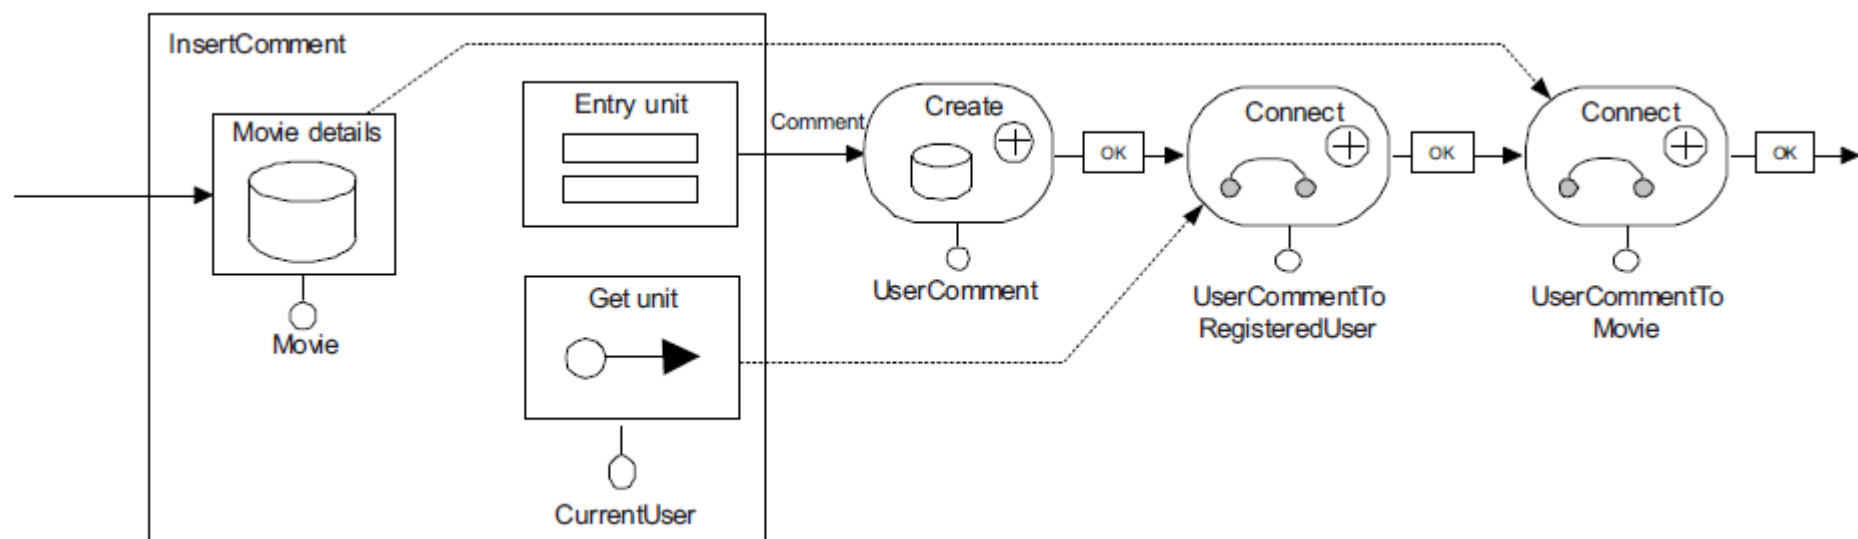 InsertComment
Movie details
Movie
Entry unit
Get unit
CurrentUser
Comment
Create
UserComment
OK
Connect
UserCommentTo
RegisteredUser
OK
Connect
UserCommentTo
Movie
OK